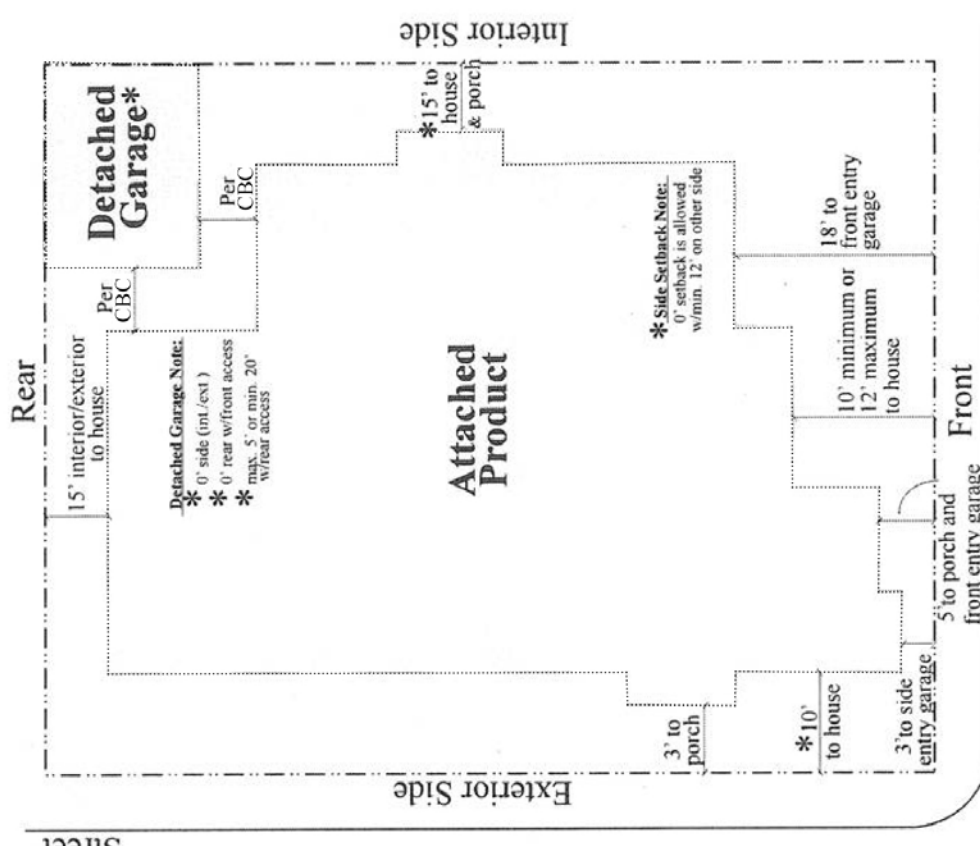 Interior Side
Rear
Detached
Garage*
Per
CBC
Per
CBC
*15' to
house
& porch
15' interior/exterior
to house
Detached Garage Note:
* 0' side (int./ext.)
* 0' rear w/front access
* max. 5' or min. 20'
w/rear access
Attached
Product
* Side Setback Note:
0' setback is allowed
w/min. 12' on other side
18' to
front entry
garage
10' minimum or
12' maximum
to house
Front
5' to porch and
front entry garage
3' to side
entry garage
*10'
to house
3' to
porch
Exterior Side
Street